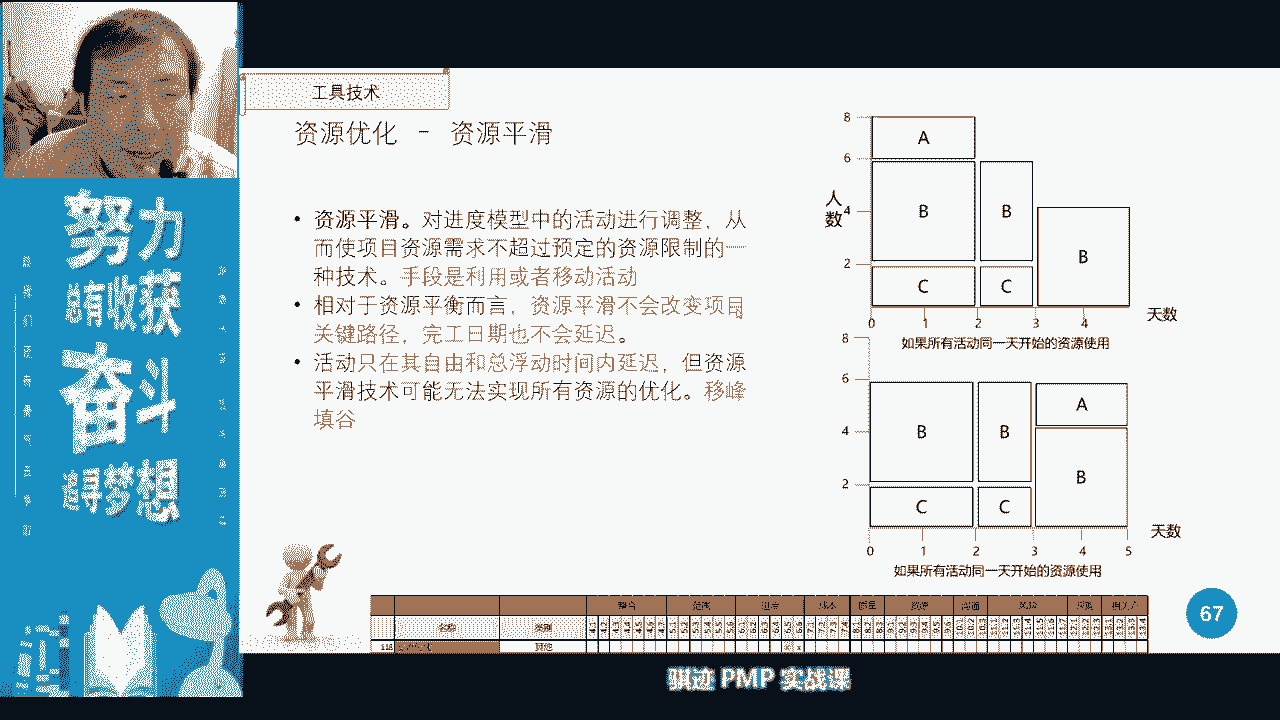 工具技术
资源优化 - 资源平滑
• 资源平滑。对进度模型中的活动进行调整，从
而使项目资源需求不超过预定的资源限制的一
种技术。手段是利用或者移动活动
• 相对于资源平衡而言，资源平滑不会改变项目
关键路径，完工日期也不会延迟。
• 活动只在其自由和总浮动时间内延迟，但资源
平滑技术可能无法实现所有资源的优化。移峰
填谷
努力
总有收获
奋斗
追寻梦想
8
6
人数
4
2
A
B
B
B
C
C
0 1 2 3 4
天数
如果所有活动同一天开始的资源使用
8
6
4
2
B
B
A
B
C
C
0 1 2 3 4 5
天数
如果所有活动同一天开始的资源使用
67
骐迹 PMP 实战课